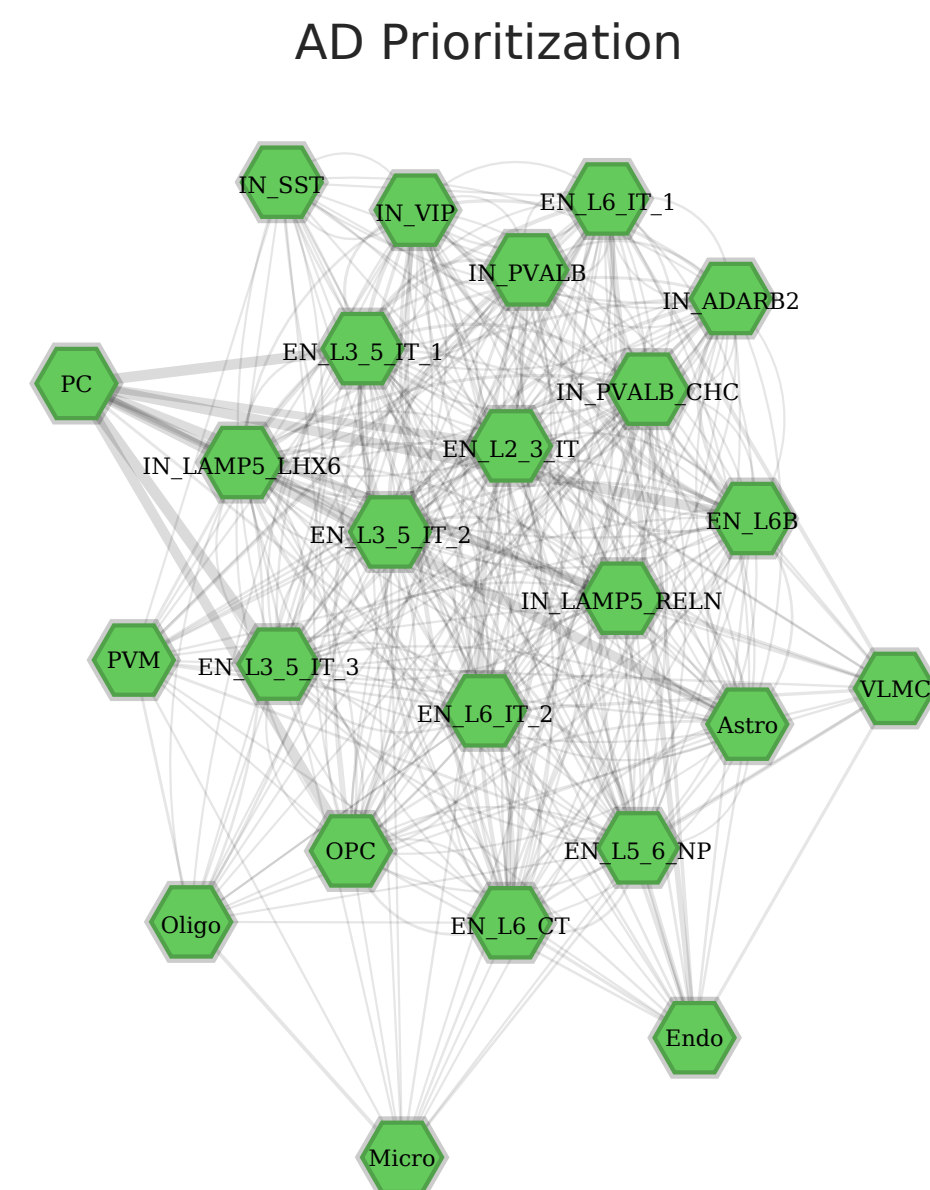 AD Prioritization
IN_SST
IN_VIP
EN_L6_IT_1
IN_PVALB
IN_ADARB2
EN_L3_5_IT_1
PC
IN_PVALB_CHC
EN_L2_3_IT
IN_LAMP5_LHX6
EN_L6B
EN_L3_5_IT_2
IN_LAMP5_RELN
PVM
EN_L3_5_IT_3
VLMC
EN_L6_IT_2
Astro
OPC
EN_L5_6_NP
Oligo
EN_L6_CT
Endo
Micro